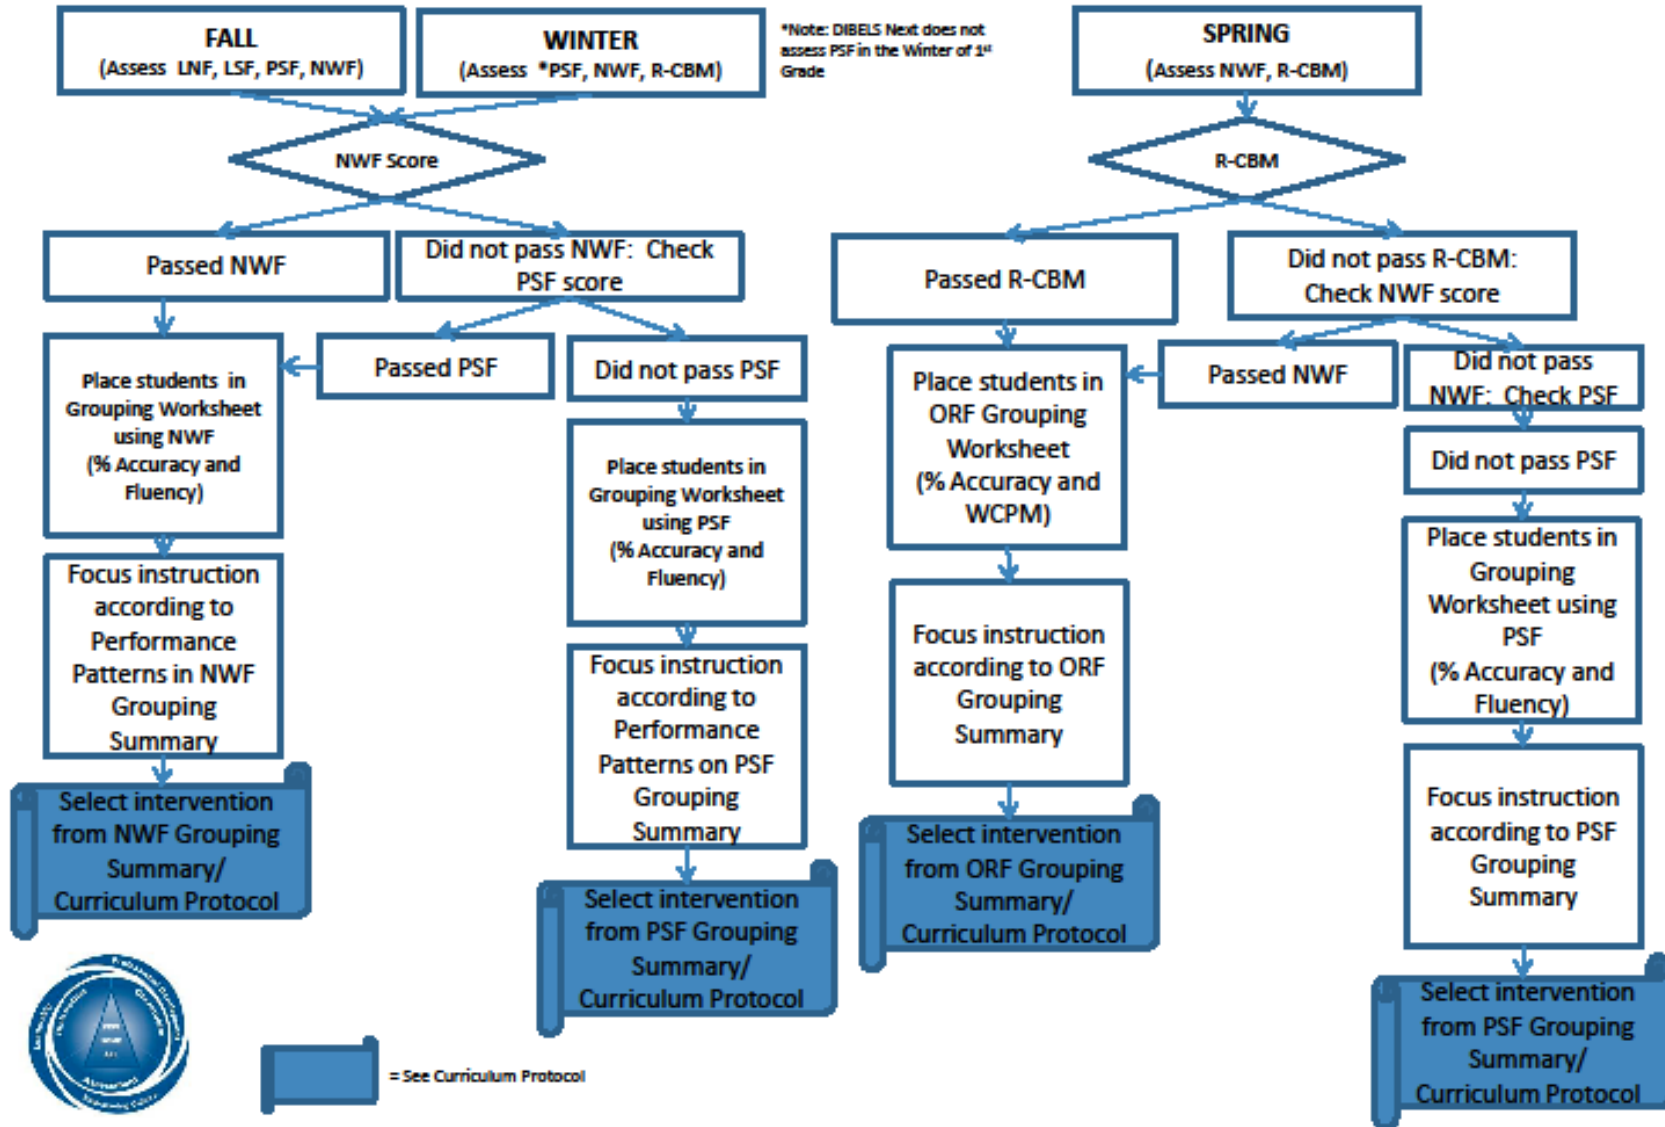 FALL
(Assess LNF, LSF, PSF, NWF)
WINTER
(Assess *PSF, NWF, R-CBM)
*Note: DIBELS Next does not
assess PSF in the Winter of 1st
Grade
SPRING
(Assess NWF, R-CBM)
NWF Score
R-CBM
Passed NWF
Did not pass NWF: Check
PSF score
Passed R-CBM
Did not pass R-CBM:
Check NWF score
Place students in
Grouping Worksheet
using NWF
(% Accuracy and
Fluency)
Passed PSF
Did not pass PSF
Place students in
ORF Grouping
Worksheet
(% Accuracy and
WCPM)
Passed NWF
Did not pass
NWF: Check PSF
Did not pass PSF
Place students in
Grouping Worksheet
using PSF
(% Accuracy and
Fluency)
Place students in
Grouping
Worksheet using
PSF
(% Accuracy and
Fluency)
Focus instruction
according to
Performance
Patterns in NWF
Grouping
Summary
Focus instruction
according to
Performance
Patterns on PSF
Grouping
Summary
Focus instruction
according to ORF
Grouping
Summary
Focus instruction
according to PSF
Grouping
Summary
Select intervention
from NWF Grouping
Summary/
Curriculum Protocol
Select intervention
from PSF Grouping
Summary/
Curriculum Protocol
Select intervention
from ORF Grouping
Summary/
Curriculum Protocol
Select intervention
from PSF Grouping
Summary/
Curriculum Protocol
= See Curriculum Protocol